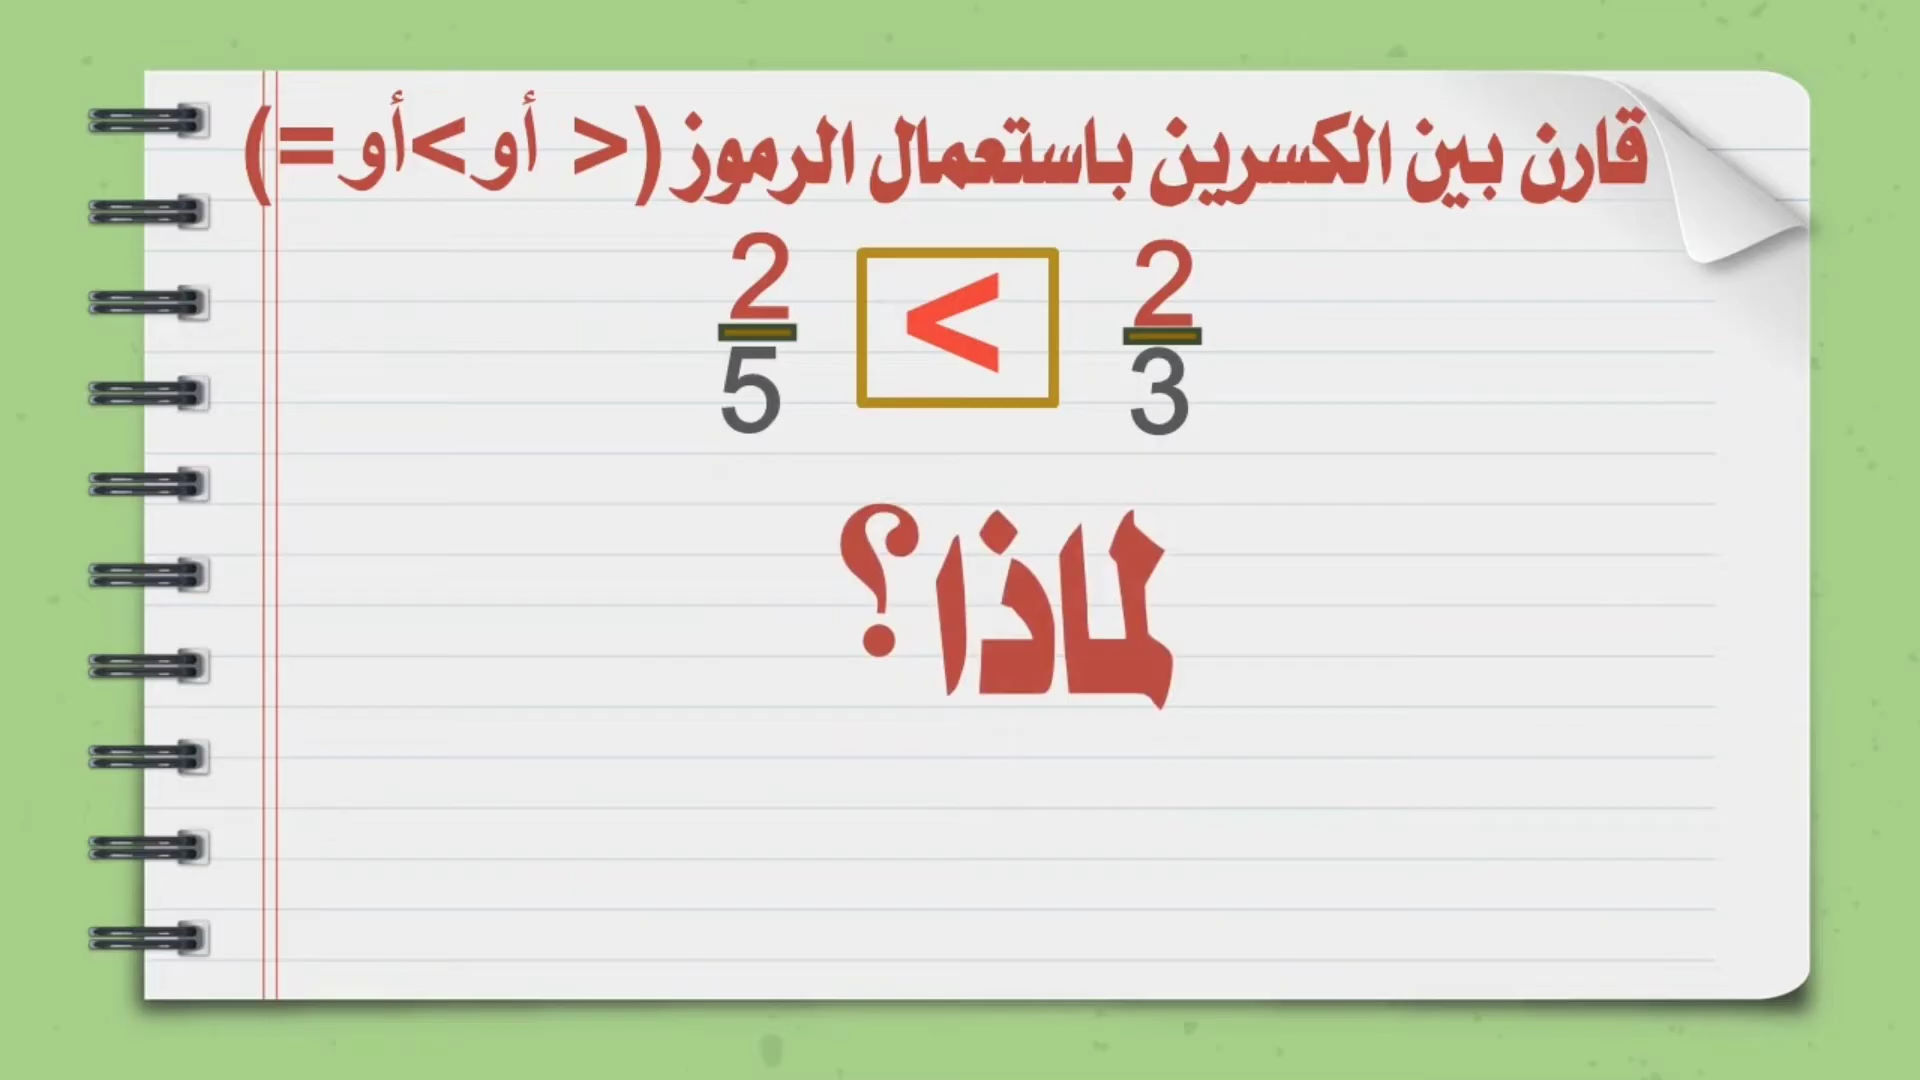 قارن بين الكسرين باستعمال الرموز (> أو <أو =)
2 < 2
5 3
لماذا؟